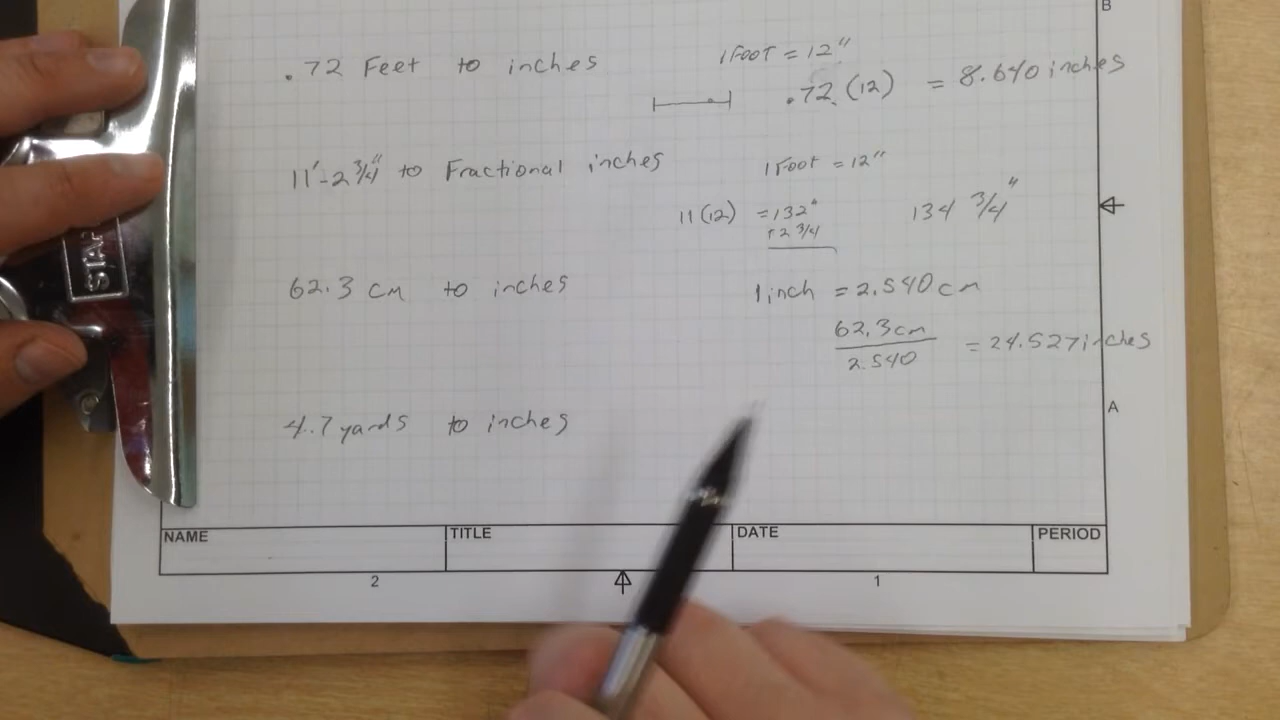 B
.72 Feet to inches
1 FOOT = 12"
.72 (12) = 8.640 inches
11'-2 3/4" to Fractional inches
1 Foot = 12"
11 (12) = 132"
+ 2 3/4
134 3/4"
62.3 cm to inches
1 inch = 2.540 cm
62.3 cm
2.540
= 24.527 inches
4.7 yards to inches
A
NAME
TITLE
DATE
PERIOD
2
1